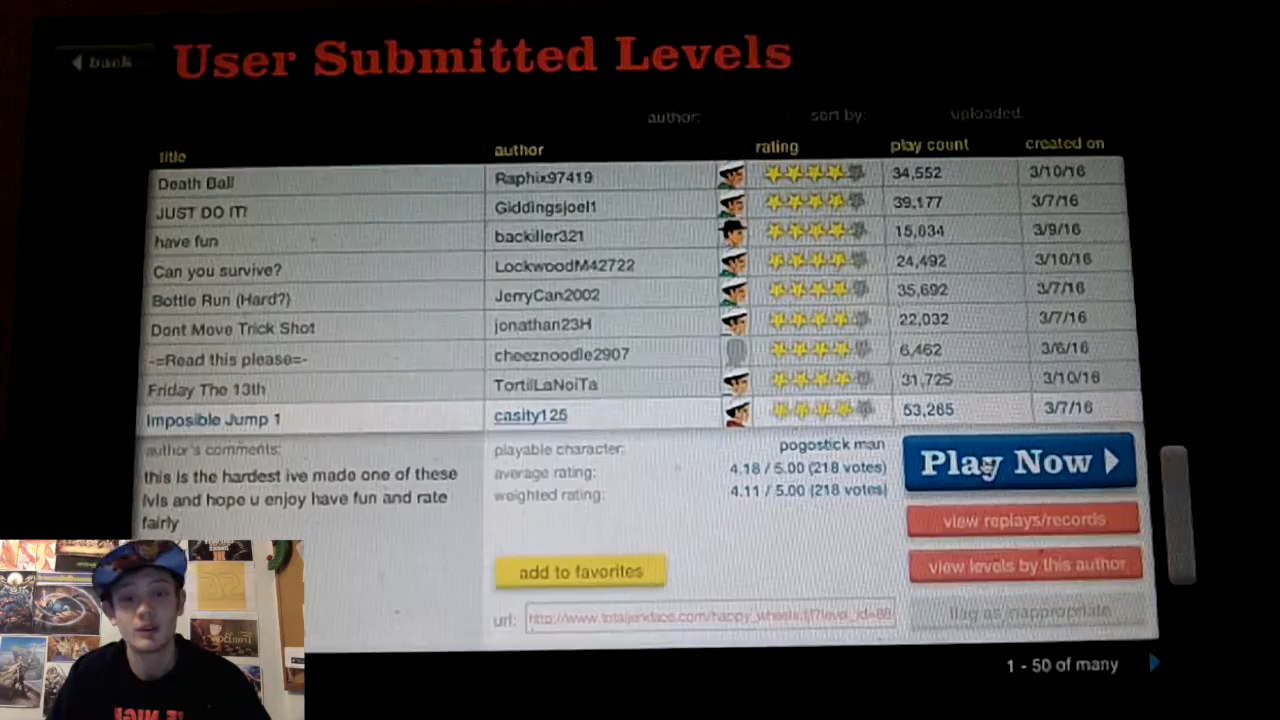 back
User Submitted Levels
author:
sort by:
uploaded:
title
author
rating
play count
created on
Death Ball
Raphix97419
34,552
3/10/16
JUST DO IT!
Giddingsjoel1
39,177
3/7/16
have fun
backiller321
15,634
3/9/16
Can you survive?
LockwoodM42722
24,492
3/10/16
Bottle Run (Hard?)
JerryCan2002
35,692
3/7/16
Dont Move Trick Shot
jonathan23H
22,032
3/7/16
-=Read this please=-
cheeznoodle2907
6,462
3/6/16
Friday The 13th
TortilLaNoiTa
31,725
3/10/16
Imposible Jump 1
casity125
53,265
3/7/16
author's comments:
this is the hardest ive made one of these
lvls and hope u enjoy have fun and rate
fairly
playable character:
pogostick man
average rating:
4.18 / 5.00 (218 votes)
weighted rating:
4.11 / 5.00 (218 votes)
Play Now
view replays/records
view levels by this author
flag as inappropriate
add to favorites
url:
1 - 50 of many